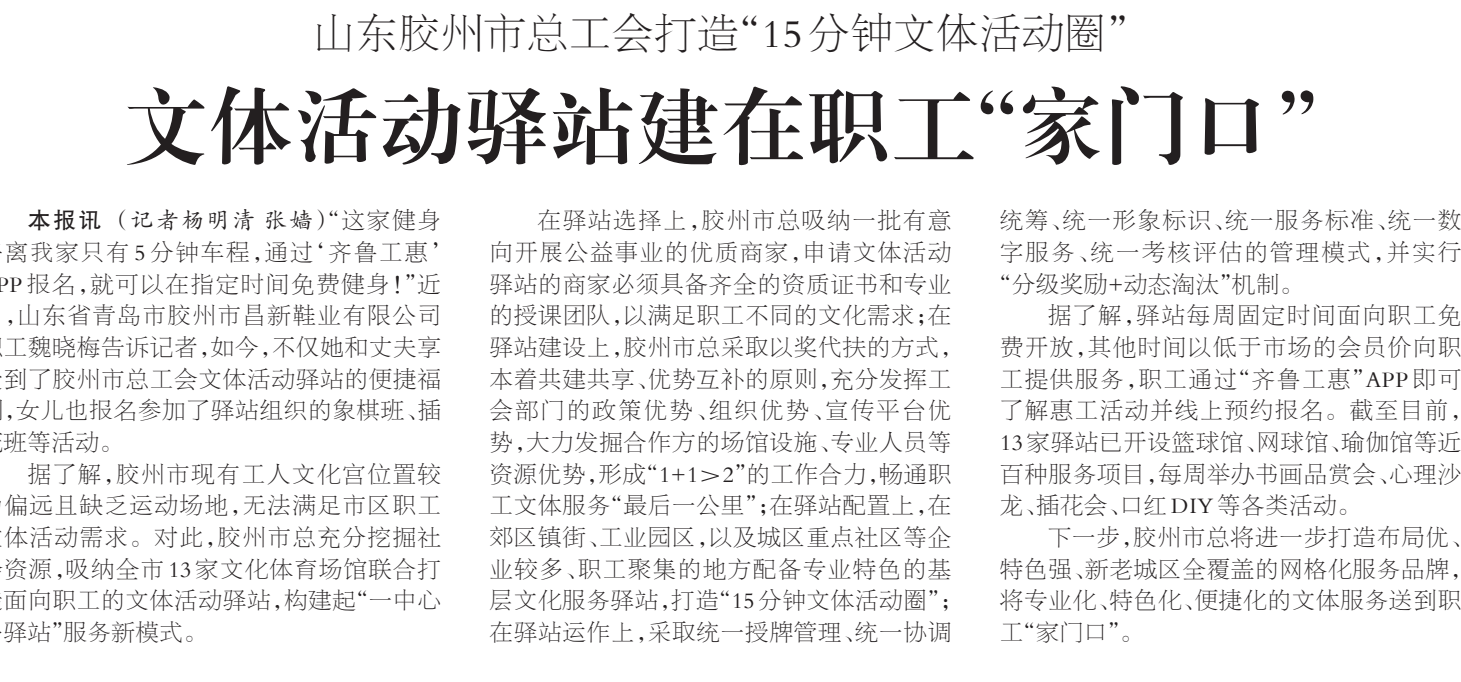 山东胶州市总工会打造“15分钟文体活动圈”
文体活动驿站建在职工“家门口”
本报讯（记者杨明清 张嫱）“这家健身
离我家只有5分钟车程，通过‘齐鲁工惠’
PP报名，就可以在指定时间免费健身！”近
，山东省青岛市胶州市昌新鞋业有限公司
工魏晓梅告诉记者，如今，不仅她和丈夫享
到了胶州市总工会文体活动驿站的便捷福
，女儿也报名参加了驿站组织的象棋班、插
班等活动。
据了解，胶州市现有工人文化宫位置较
偏远且缺乏运动场地，无法满足市区职工
体活动需求。对此，胶州市总充分挖掘社
资源，吸纳全市13家文化体育场馆联合打
面向职工的文体活动驿站，构建起“一中心
驿站”服务新模式。
在驿站选择上，胶州市总吸纳一批有意
向开展公益事业的优质商家，申请文体活动
驿站的商家必须具备齐全的资质证书和专业
的授课团队，以满足职工不同的文化需求；在
驿站建设上，胶州市总采取以奖代扶的方式，
本着共建共享、优势互补的原则，充分发挥工
会部门的政策优势、组织优势、宣传平台优
势，大力发掘合作方的场馆设施、专业人员等
资源优势，形成“1+1＞2”的工作合力，畅通职
工文体服务“最后一公里”；在驿站配置上，在
郊区镇街、工业园区，以及城区重点社区等企
业较多、职工聚集的地方配备专业特色的基
层文化服务驿站，打造“15分钟文体活动圈”；
在驿站运作上，采取统一授牌管理、统一协调
统筹、统一形象标识、统一服务标准、统一数
字服务、统一考核评估的管理模式，并实行
“分级奖励+动态淘汰”机制。
据了解，驿站每周固定时间面向职工免
费开放，其他时间以低于市场的会员价向职
工提供服务，职工通过“齐鲁工惠”APP即可
了解惠工活动并线上预约报名。截至目前，
13家驿站已开设篮球馆、网球馆、瑜伽馆等近
百种服务项目，每周举办书画品赏会、心理沙
龙、插花会、口红DIY等各类活动。
下一步，胶州市总将进一步打造布局优、
特色强、新老城区全覆盖的网格化服务品牌，
将专业化、特色化、便捷化的文体服务送到职
工“家门口”。